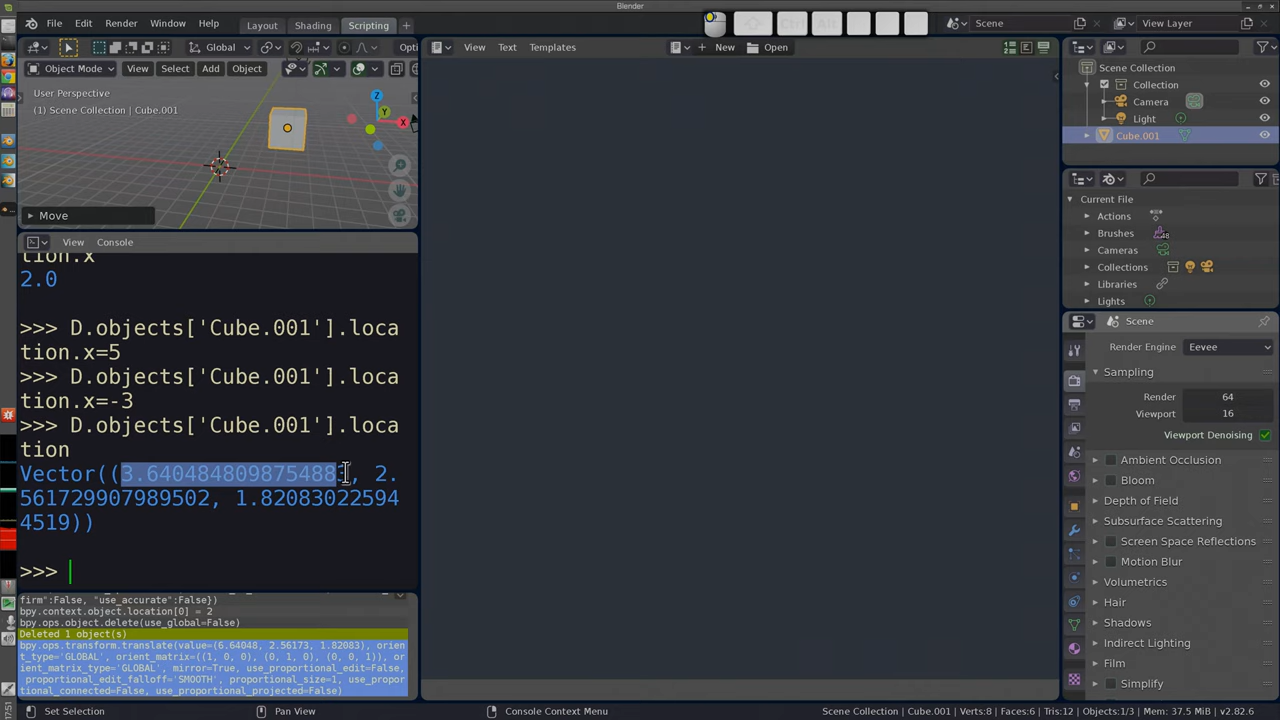 Blender
File Edit Render Window Help Layout Shading Scripting +
Ctrl Alt
Scene View Layer
Global Opti
View Text Templates
+ New Open
Object Mode View Select Add Object
User Perspective
(1) Scene Collection | Cube.001
Z
Y
X
Move
View Console
tion.x
2.0
>>> D.objects['Cube.001'].loca
tion.x=5
>>> D.objects['Cube.001'].loca
tion.x=-3
>>> D.objects['Cube.001'].loca
tion
Vector((3.6404848098754883, 2.
561729907989502, 1.82083022594
4519))
>>>
firm":False, "use_accurate":False})
bpy.context.object.location[0] = 2
bpy.ops.object.delete(use_global=False)
Deleted 1 object(s)
bpy.ops.transform.translate(value=(6.64048, 2.56173, 1.82083), orien
t_type='GLOBAL', orient_matrix=((1, 0, 0), (0, 1, 0), (0, 0, 1)), or
ient_matrix_type='GLOBAL', mirror=True, use_proportional_edit=False,
proportional_edit_falloff='SMOOTH', proportional_size=1, use_propor
tional_connected=False, use_proportional_projected=False)
Scene Collection
Collection
Camera
Light
Cube.001
Current File
Actions
Brushes
Cameras
Collections
Libraries
Lights
Scene
Render Engine Eevee
Sampling
Render 64
Viewport 16
Viewport Denoising
Ambient Occlusion
Bloom
Depth of Field
Subsurface Scattering
Screen Space Reflections
Motion Blur
Volumetrics
Hair
Shadows
Indirect Lighting
Film
Simplify
17:51
Set Selection Pan View Console Context Menu
Scene Collection | Cube.001 | Verts:8 | Faces:6 | Tris:12 | Objects:1/3 | Mem: 37.5 MiB | v2.82.6